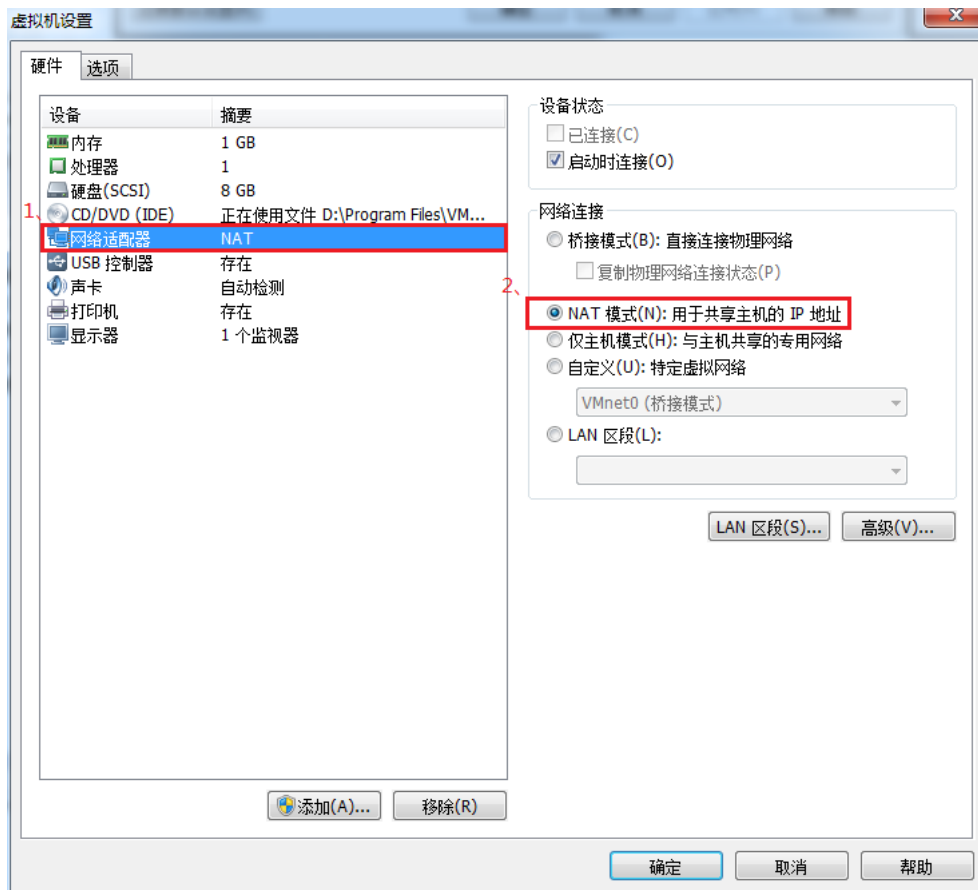 虚拟机设置
硬件
选项
设备 摘要
内存 1 GB
处理器 1
硬盘(SCSI) 8 GB
1、
CD/DVD (IDE) 正在使用文件 D:\Program Files\VM...
网络适配器 NAT
USB 控制器 存在
声卡 自动检测
打印机 存在
显示器 1 个监视器
添加(A)...
移除(R)
设备状态
已连接(C)
启动时连接(O)
网络连接
桥接模式(B): 直接连接物理网络
复制物理网络连接状态(P)
2、
NAT 模式(N): 用于共享主机的 IP 地址
仅主机模式(H): 与主机共享的专用网络
自定义(U): 特定虚拟网络
VMnet0 (桥接模式)
LAN 区段(L):
LAN 区段(S)...
高级(V)...
确定
取消
帮助